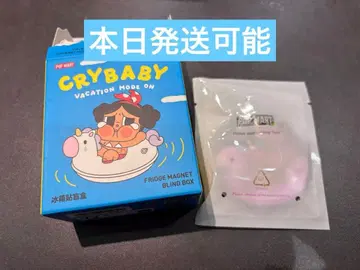 本日発送可能
POP MART
CRYBABY
VACATION MODE ON
FRIDGE MAGNET
BLIND BOX
冰箱贴盲盒